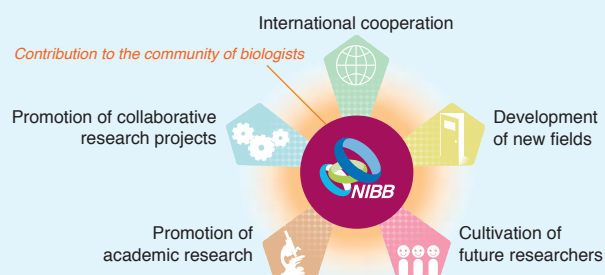 International cooperation
Contribution to the community of biologists
Promotion of collaborative
research projects
Development
of new fields
NIBB
Promotion of
academic research
Cultivation of
future researchers